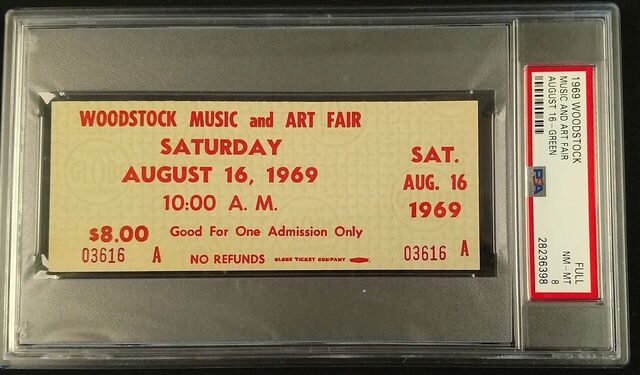 WOODSTOCK MUSIC and ART FAIR
SATURDAY
AUGUST 16, 1969
10:00 A. M.
$8.00 Good For One Admission Only
03616 A
NO REFUNDS GLOBE TICKET COMPANY
SAT.
AUG. 16
1969
03616 A
1969 WOODSTOCK
MUSIC AND ART FAIR
AUGUST 16 - GREEN
PSA
FULL
NM - MT 8
28236398